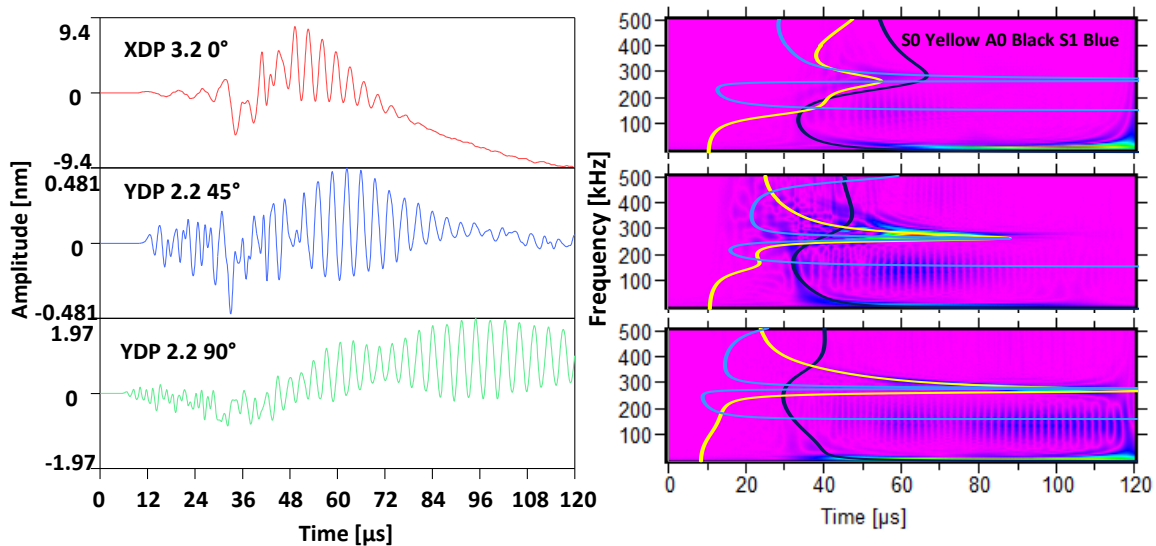 9.4
XDP 3.2 0°
0
-9.4
0.481
YDP 2.2 45°
0
-0.481
1.97
YDP 2.2 90°
0
-1.97
Amplitude [nm]
0 12 24 36 48 60 72 84 96 108 120
Time [µs]
500
400
300
200
100
S0 Yellow A0 Black S1 Blue
500
400
300
200
100
500
400
300
200
100
Frequency [kHz]
0 20 40 60 80 100 120
Time [µs]